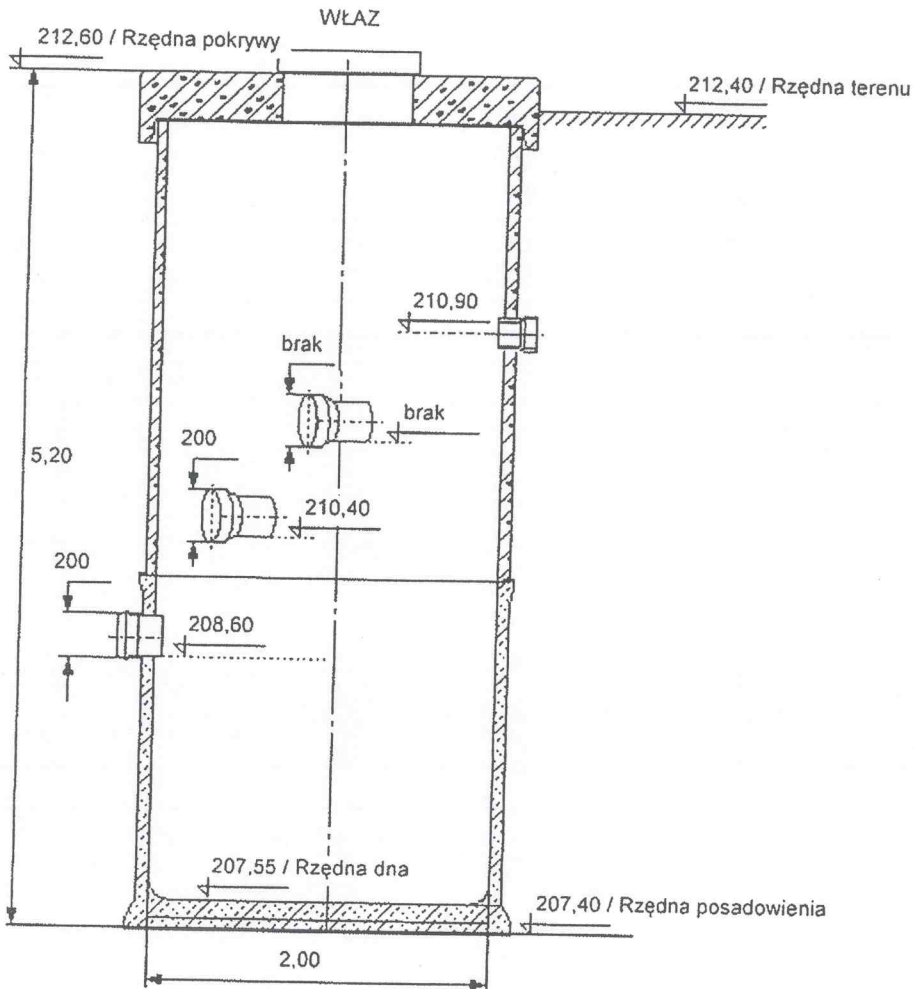 WŁAZ
212,60 / Rzędna pokrywy
212,40 / Rzędna terenu
210,90
brak
brak
5,20
200
210,40
200
208,60
207,55 / Rzędna dna
207,40 / Rzędna posadowienia
2,00